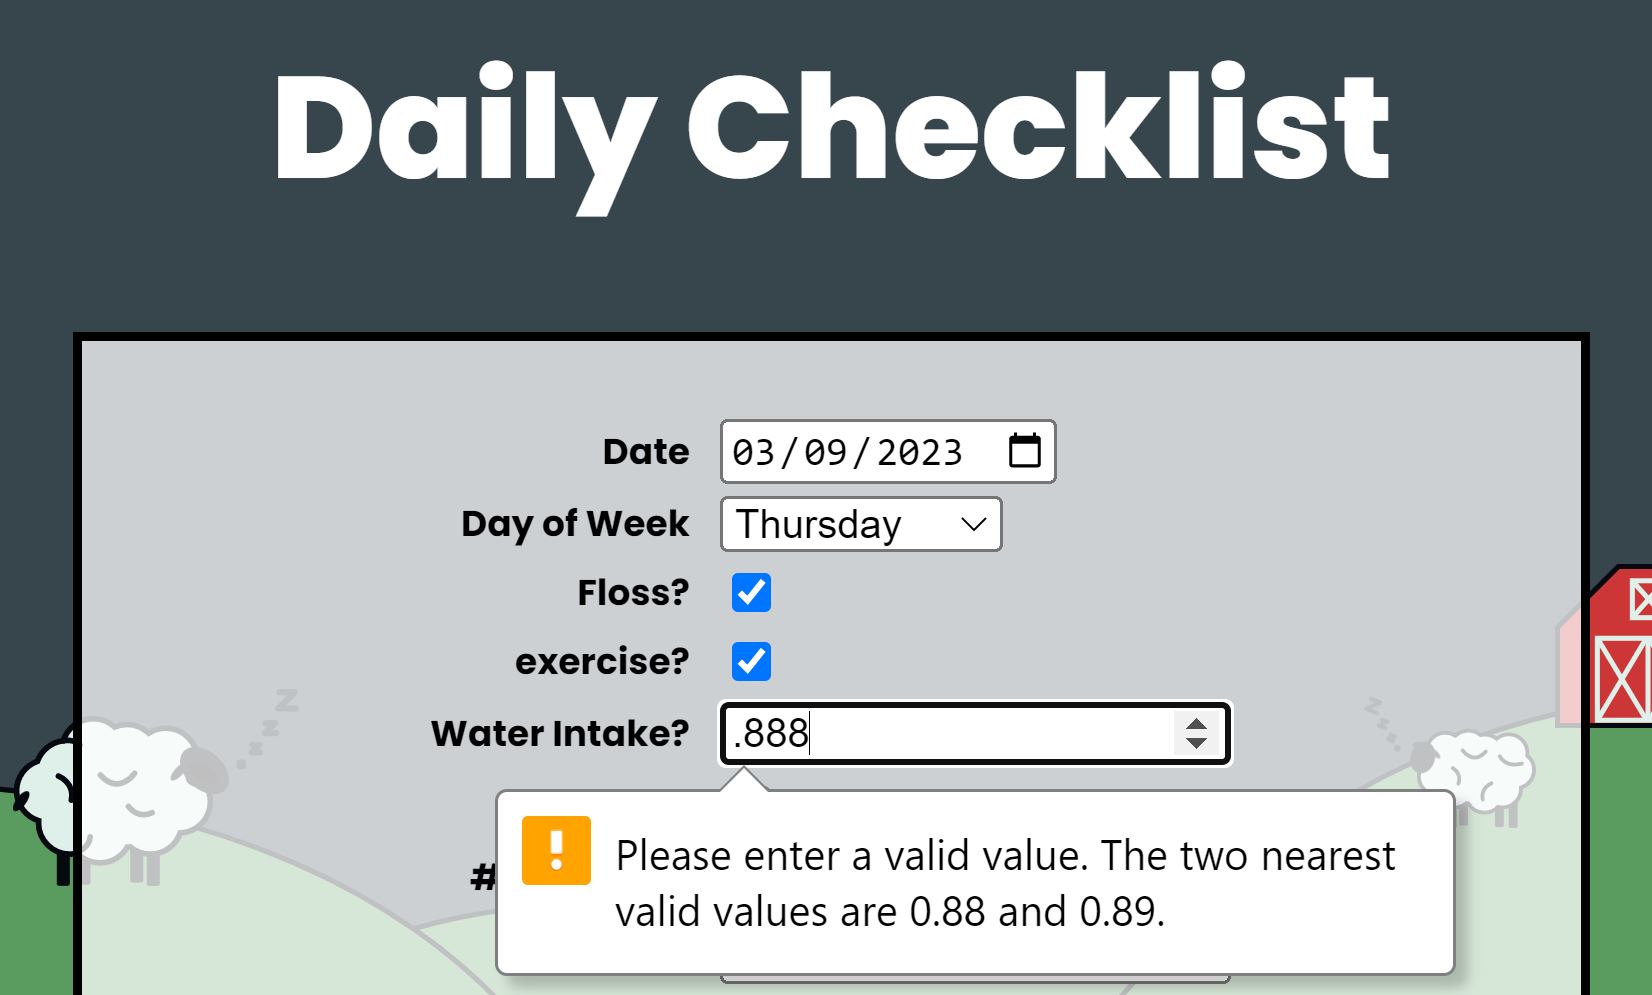 Daily Checklist
Date 03/09/2023
Day of Week Thursday
Floss?
exercise?
Water Intake? .888
z z z z
z z z
#
Please enter a valid value. The two nearest
valid values are 0.88 and 0.89.